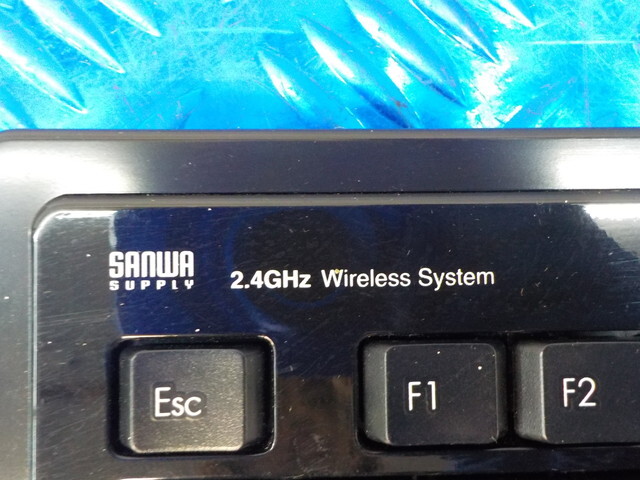 SANWA
SUPPLY
2.4GHz Wireless System
Esc F1 F2